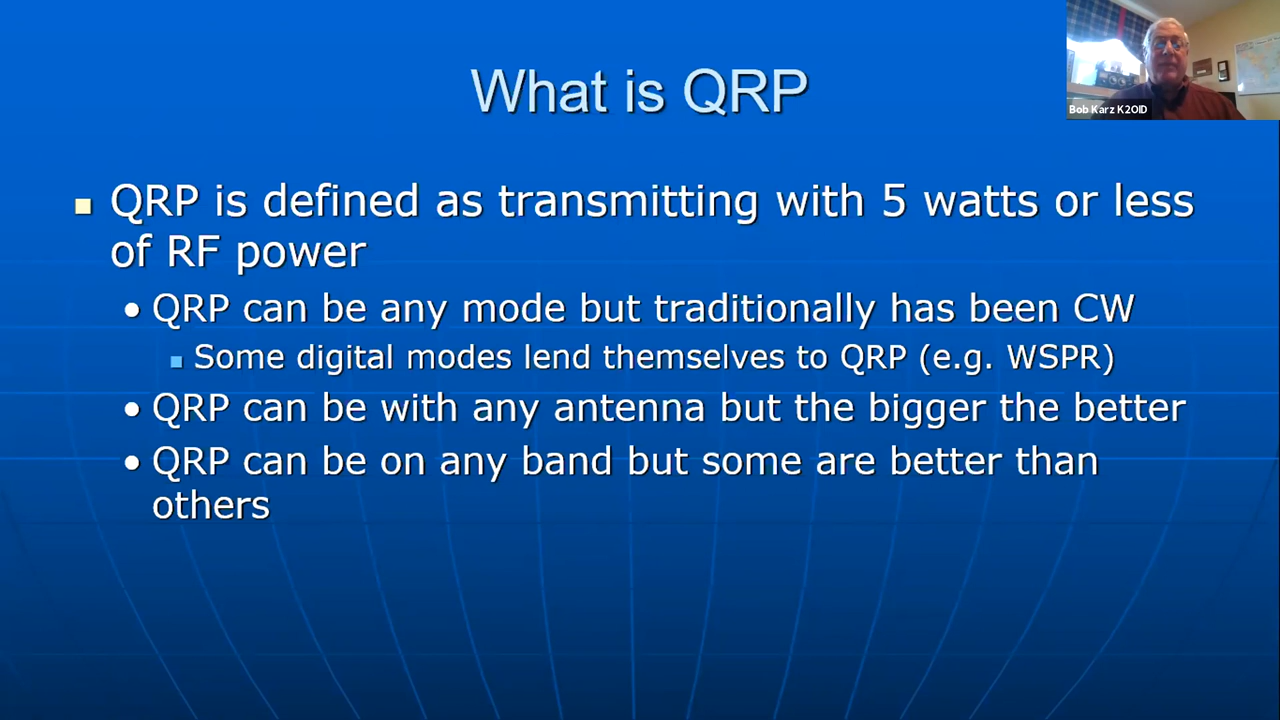 What is QRP
Bob Karz K2OID
QRP is defined as transmitting with 5 watts or less
of RF power
QRP can be any mode but traditionally has been CW
Some digital modes lend themselves to QRP (e.g. WSPR)
QRP can be with any antenna but the bigger the better
QRP can be on any band but some are better than
others